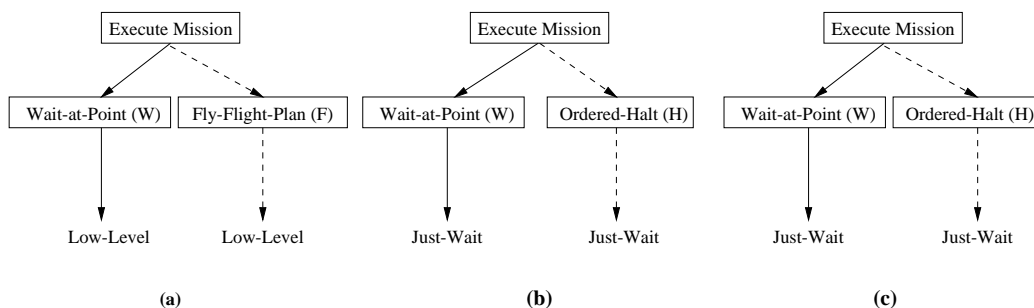 Execute Mission
Wait-at-Point (W)
Fly-Flight-Plan (F)
Low-Level
Low-Level
(a)
Execute Mission
Wait-at-Point (W)
Ordered-Halt (H)
Just-Wait
Just-Wait
(b)
Execute Mission
Wait-at-Point (W)
Ordered-Halt (H)
Just-Wait
Just-Wait
(c)